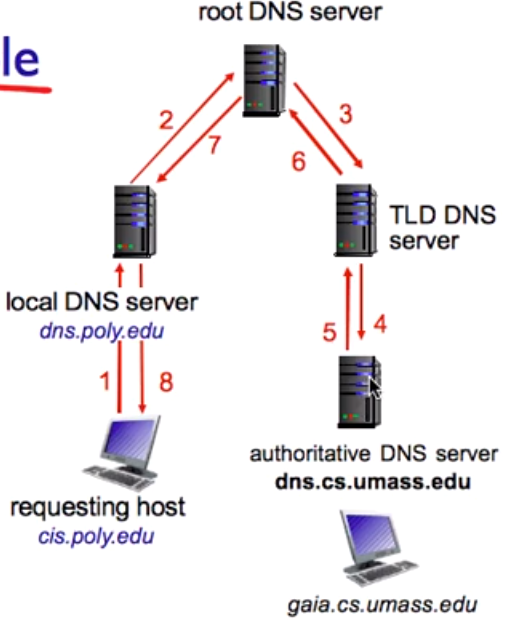 root DNS server
le
2
3
7
6
TLD DNS
server
local DNS server
dns.poly.edu
5
4
1
8
authoritative DNS server
dns.cs.umass.edu
requesting host
cis.poly.edu
gaia.cs.umass.edu